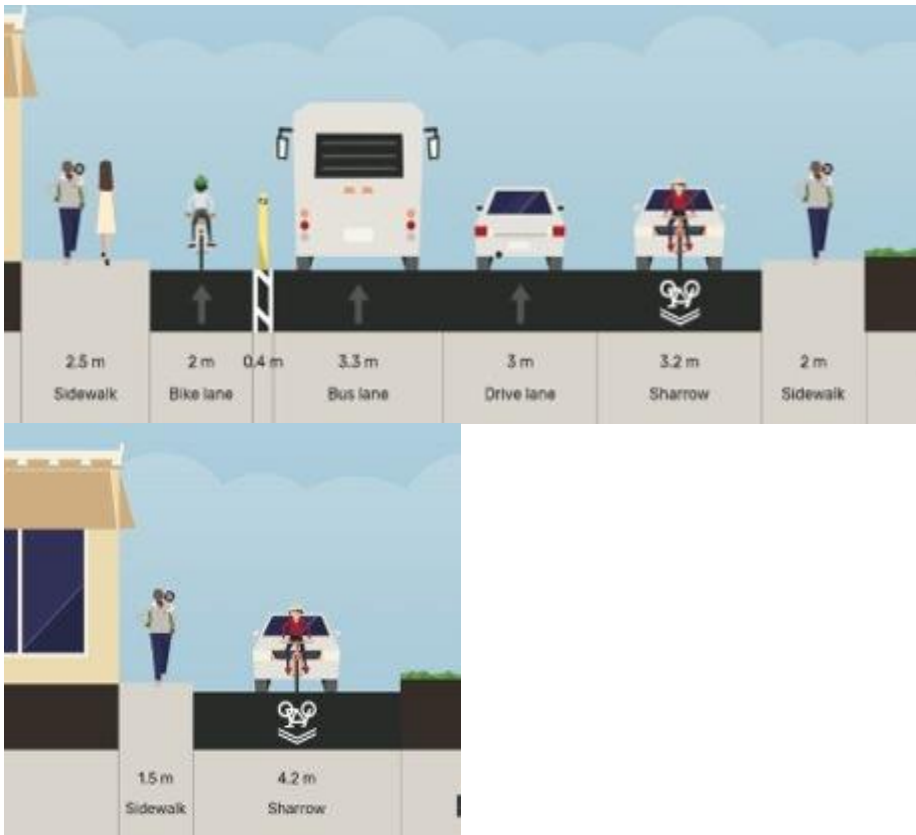 2.5 m 2 m 0.4 m 3.3 m 3 m 3.2 m 2 m
Sidewalk Bike lane Bus lane Drive lane Sharrow Sidewalk
1.5 m 4.2 m
Sidewalk Sharrow